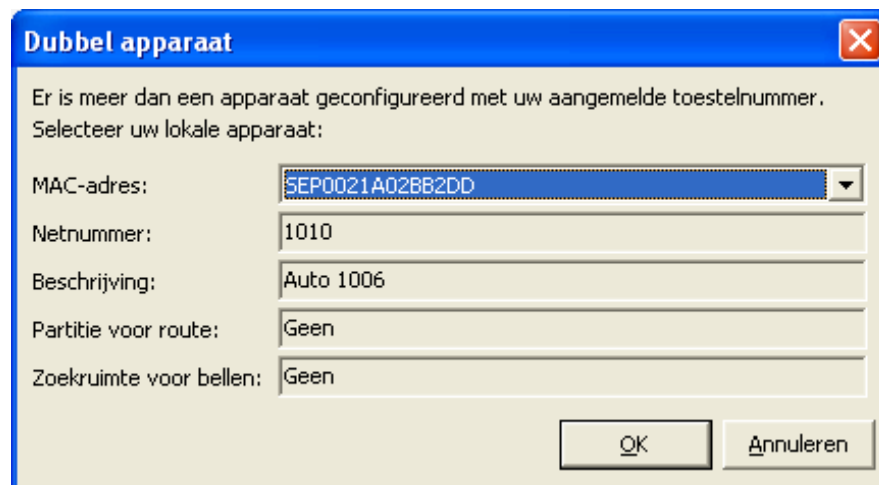 Dubbel apparaat
Er is meer dan een apparaat geconfigureerd met uw aangemelde toestelnummer.
Selecteer uw lokale apparaat:
MAC-adres: SEP0021A02BB2DD
Netnummer: 1010
Beschrijving: Auto 1006
Partitie voor route: Geen
Zoekruimte voor bellen: Geen
OK Annuleren